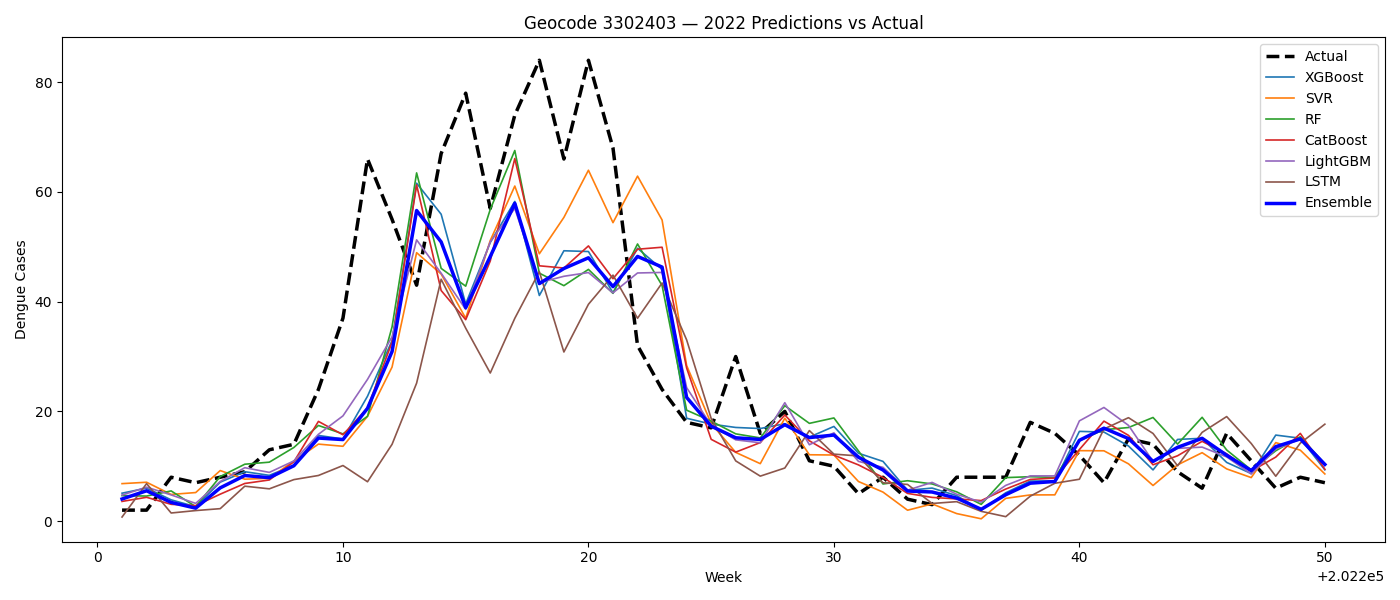 Geocode 3302403 — 2022 Predictions vs Actual
Dengue Cases
80
60
40
20
0
Actual
XGBoost
SVR
RF
CatBoost
LightGBM
LSTM
Ensemble
0
10
20
30
40
50
+2.022e5
Week